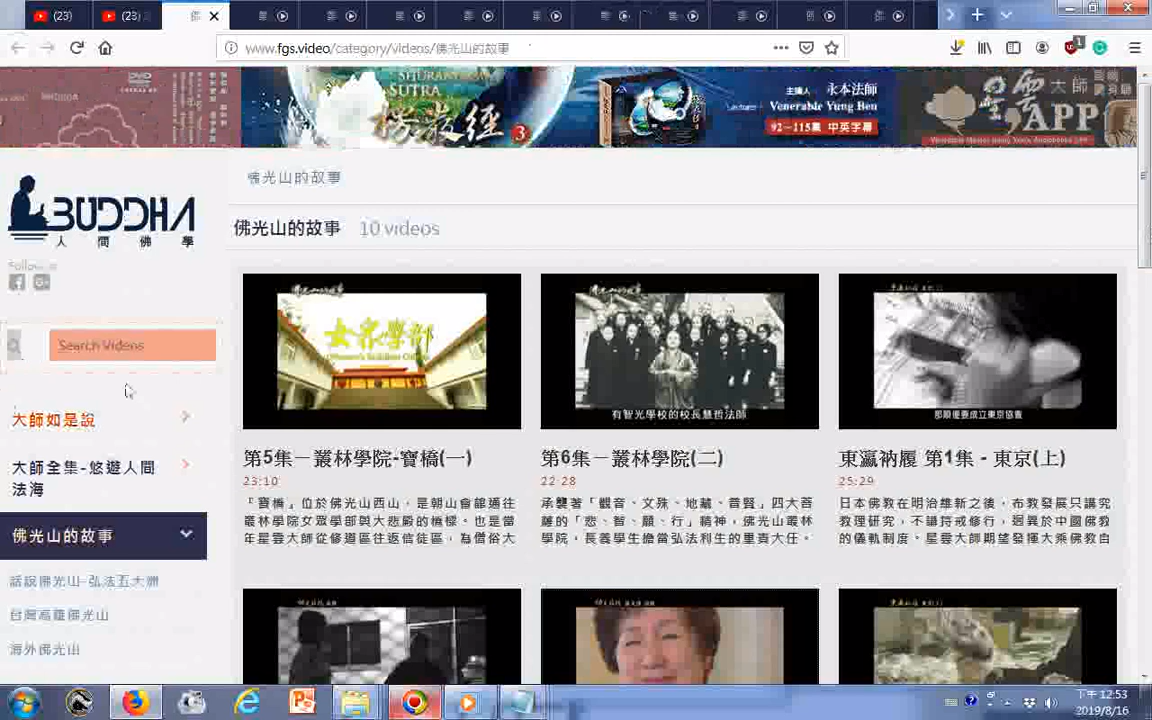 (23)
(23)
www.fgs.video/category/videos/佛光山的故事
SHURANGAMA
SUTRA
楞嚴經 3
主講人 永本法師
Lecturer: Venerable Yung Ben
92－115集 中英字幕
星雲大師
APP
BUDDHA
人間佛學
Follow us
Search Videos
大師如是說
大師全集-悠遊人間
法海
佛光山的故事
話說佛光山-弘法五大洲
台灣高雄佛光山
海外佛光山
佛光山的故事
佛光山的故事 10 videos
女眾學部
有智光學校的校長慧哲法師
第5集－叢林學院-寶橋(一)
23:10
『寶橋』位於佛光山西山，是朝山會館通往
叢林學院女眾學部與大悲殿的橋樑。也是當
年星雲大師從修道區往返信徒區，為僧俗大
第6集－叢林學院(二)
22:28
承襲著「觀音、文殊、地藏、普賢」四大菩
薩的「悲、智、願、行」精神，佛光山叢林
學院，長養學生擔當弘法利生的重責大任。
東瀛衲履 第1集 - 東京(上)
25:29
日本佛教在明治維新之後，布教發展只講究
教理研究，不講持戒修行，迥異於中國佛教
的儀軌制度。星雲大師期望發揮大乘佛教自
下午 12:53
2019/8/16